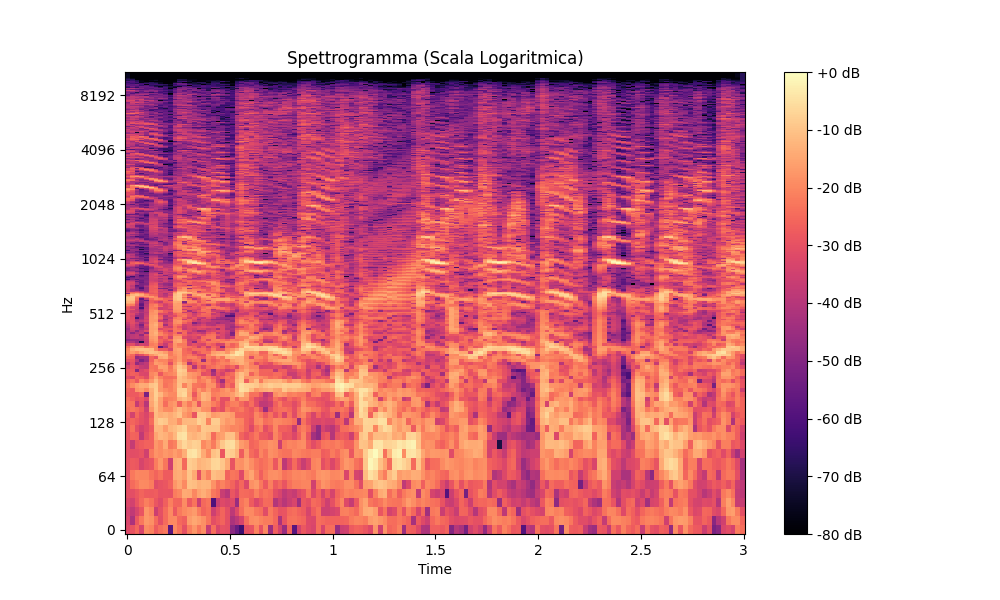 Spettrogramma (Scala Logaritmica)
Hz
8192
4096
2048
1024
512
256
128
64
0
0
0.5
1
1.5
2
2.5
3
Time
+0 dB
-10 dB
-20 dB
-30 dB
-40 dB
-50 dB
-60 dB
-70 dB
-80 dB